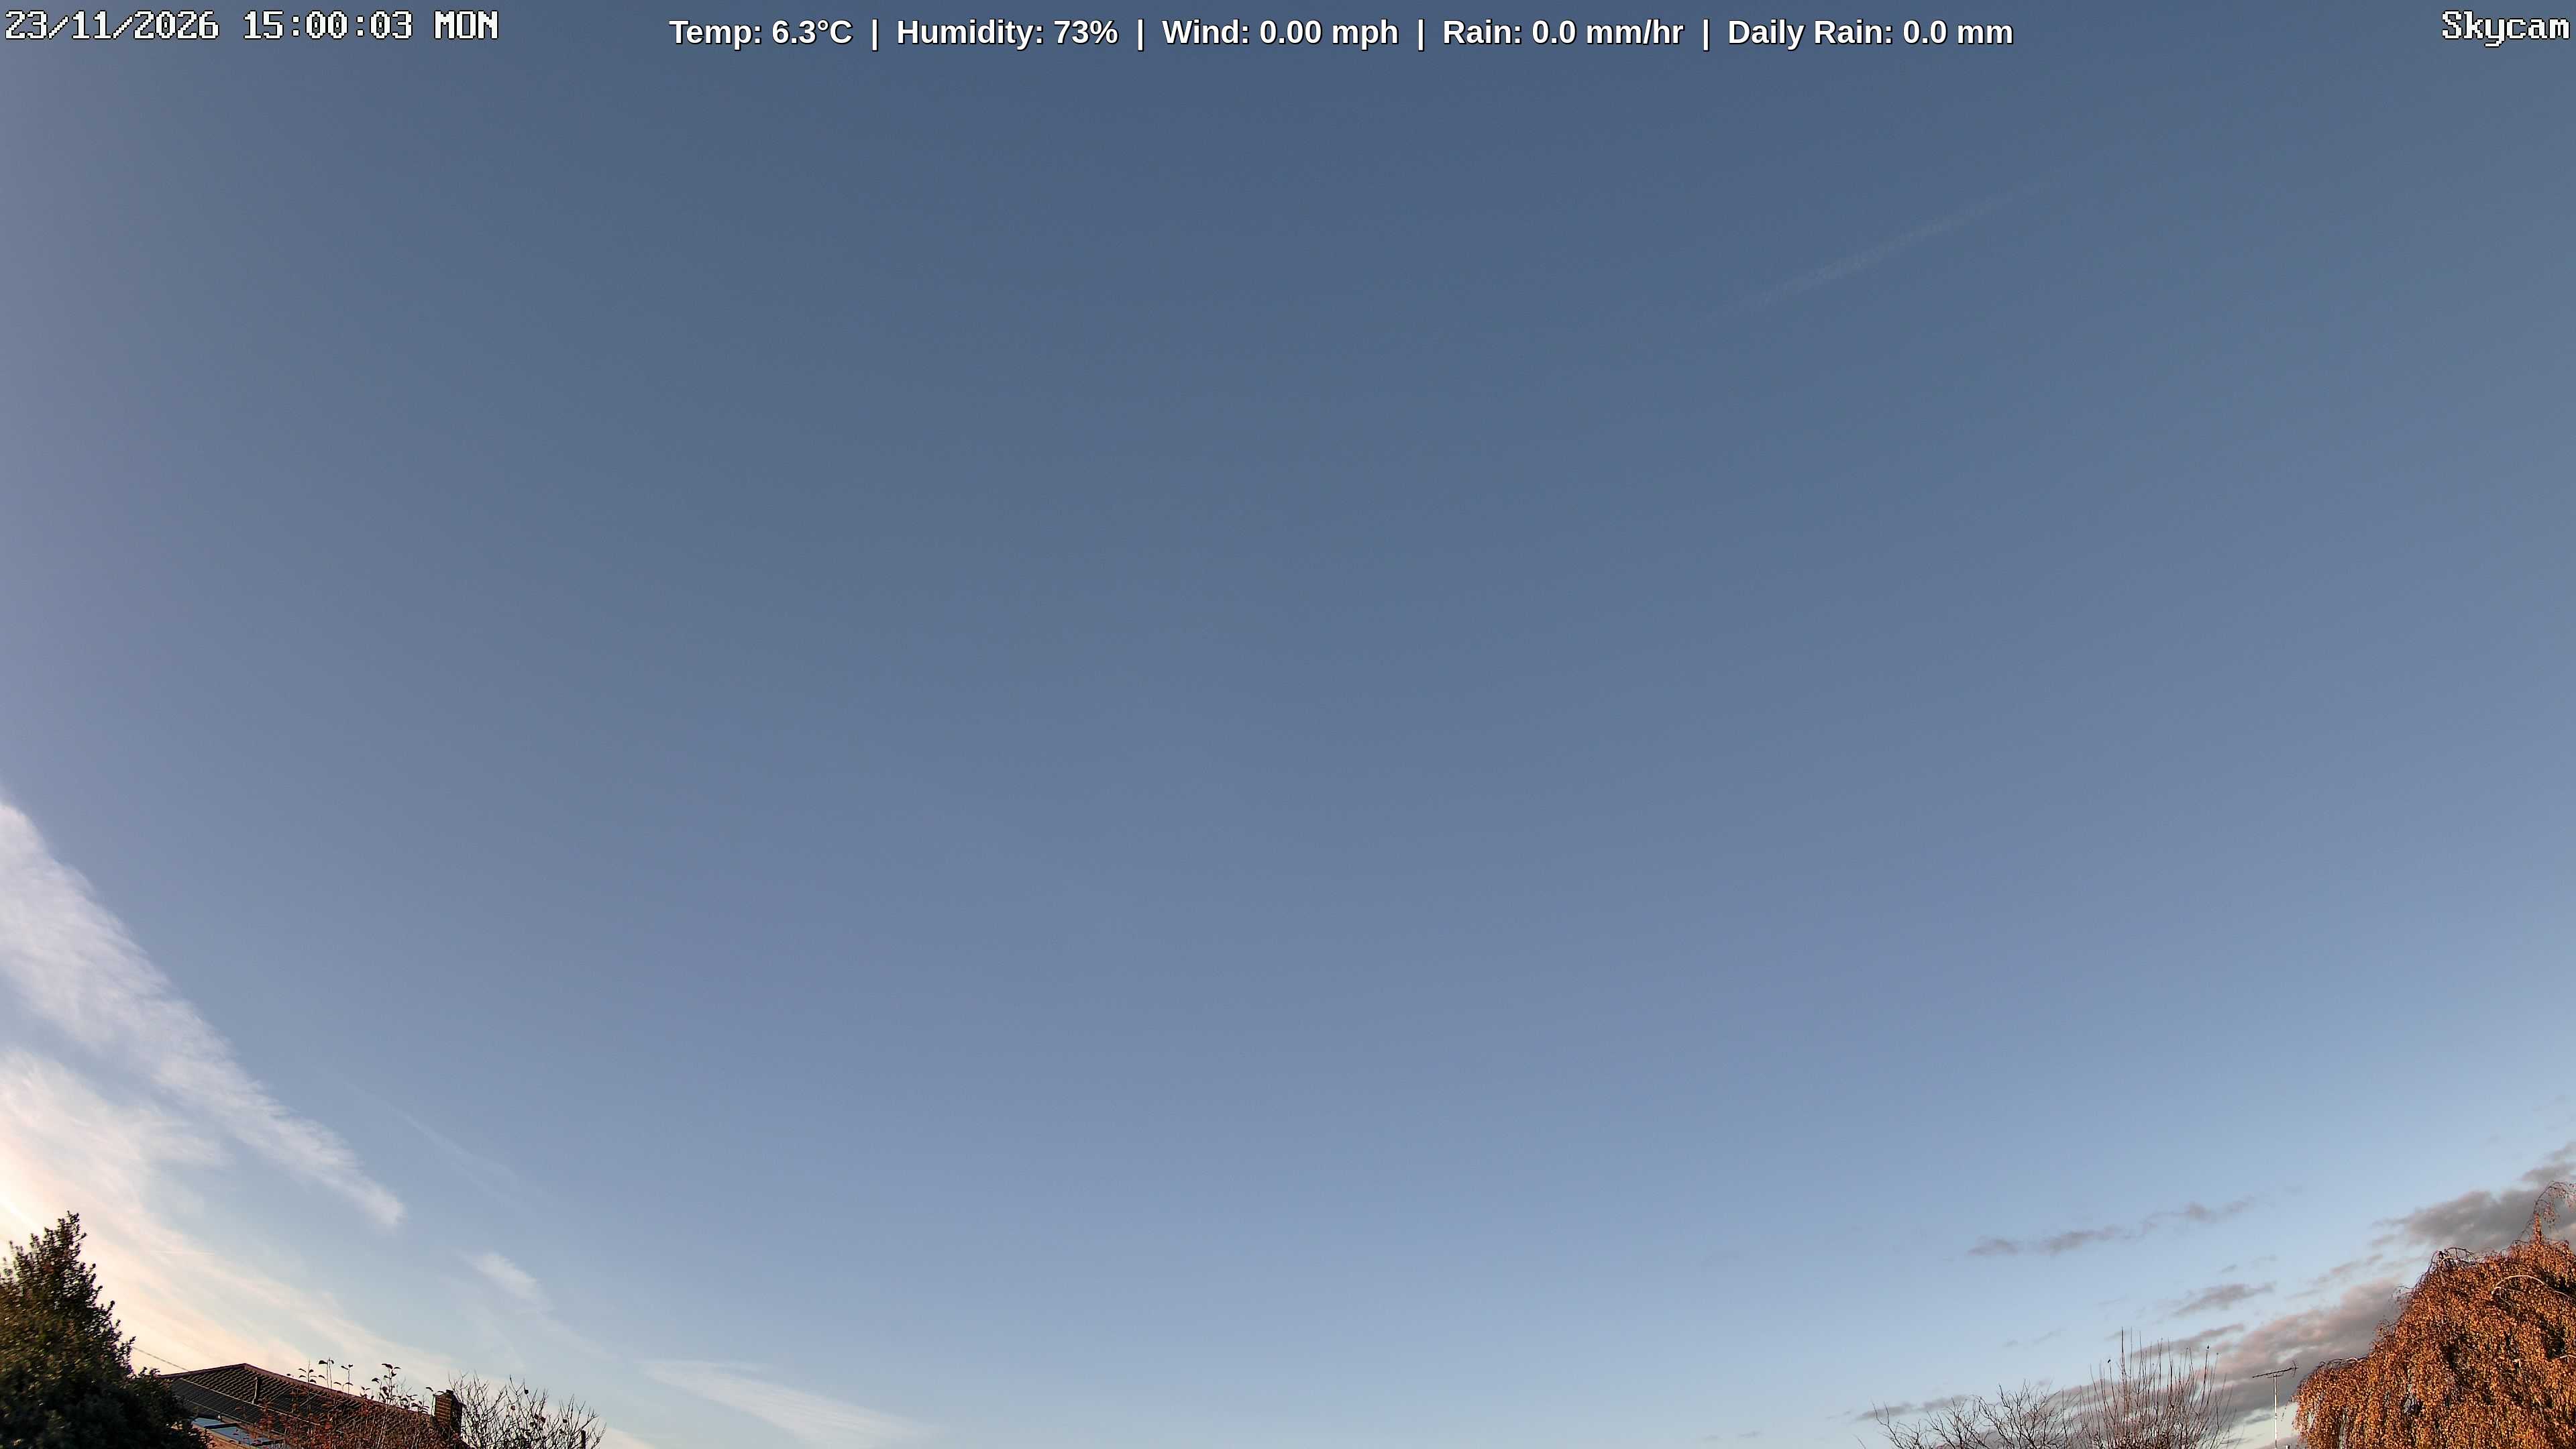 23/11/2026 15:00:03 MON
Temp: 6.3°C | Humidity: 73% | Wind: 0.00 mph | Rain: 0.0 mm/hr | Daily Rain: 0.0 mm
Skycam